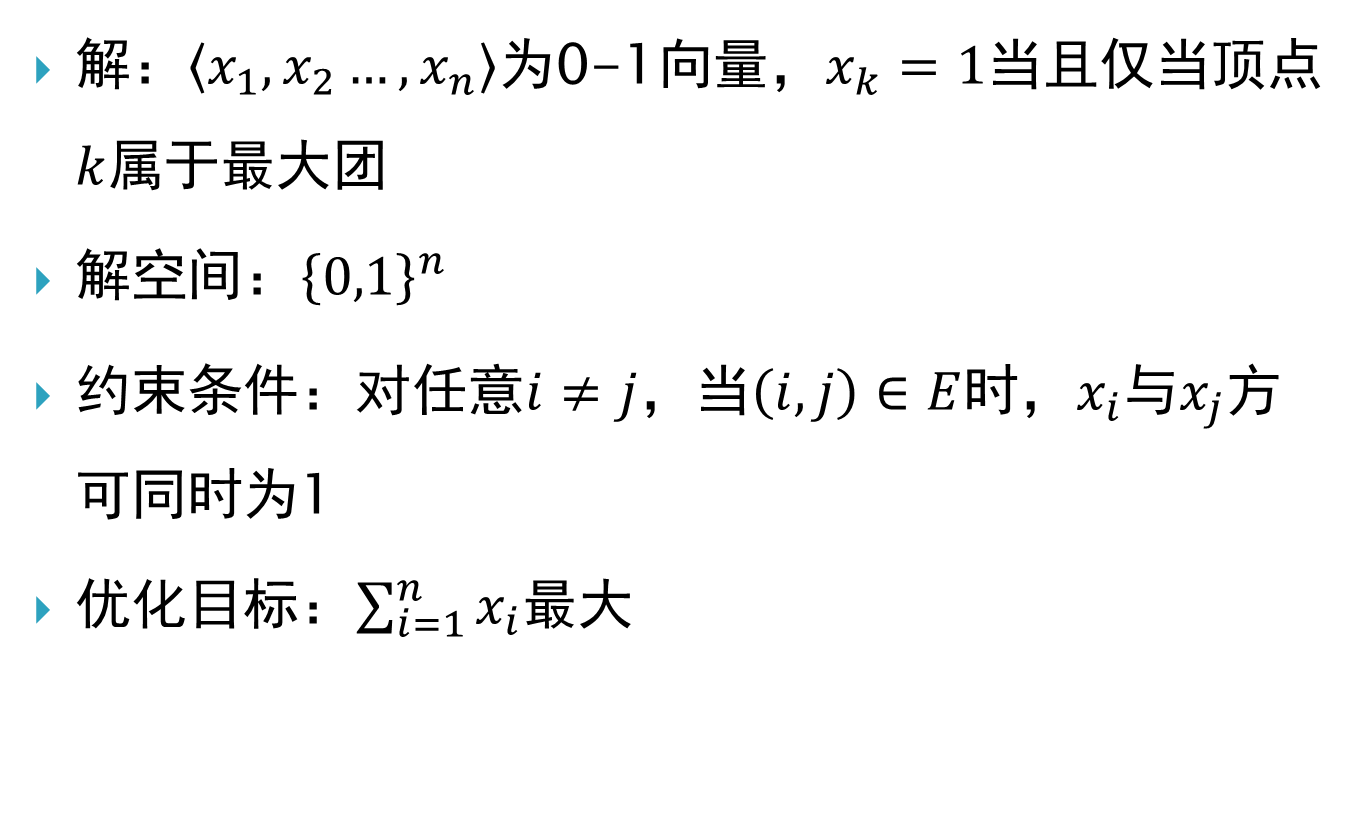 解：⟨x₁, x₂ …, xₙ⟩为0-1向量，xₖ = 1当且仅当顶点
k属于最大团
解空间：{0,1}ⁿ
约束条件：对任意i ≠ j，当(i, j) ∈ E时，xᵢ与xⱼ方
可同时为1
优化目标：∑ⁿᵢ₌₁ xᵢ最大